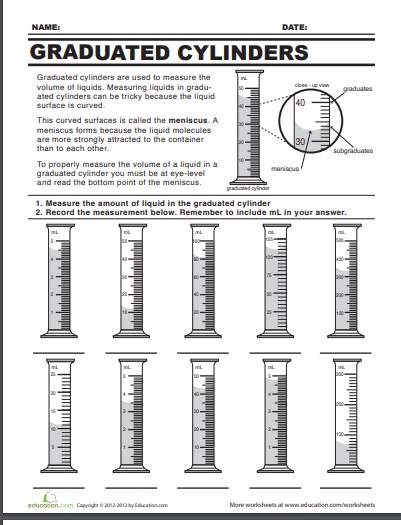 NAME: DATE:
GRADUATED CYLINDERS
Graduated cylinders are used to measure the
volume of liquids. Measuring liquids in gradu-
ated cylinders can be tricky because the liquid
surface is curved.
This curved surfaces is called the meniscus. A
meniscus forms because the liquid molecules
are more strongly attracted to the container
than to each other.
To properly measure the volume of a liquid in a
graduated cylinder you must be at eye-level
and read the bottom point of the meniscus.
mL
50
40
30
20
10
graduated cylinder
close - up view
40
30
graduates
subgraduates
meniscus
1. Measure the amount of liquid in the graduated cylinder
2. Record the measurement below. Remember to include mL in your answer.
mL mL mL mL mL
5 4 3 2 1
50 40 30 20 10
100 80 60 40 20
125 100 75 50 25
500 400 300 200 100
mL mL mL mL mL
25 20 15 10 5
5 4 3 2 1
50 40 30 20 10
5 4 3 2 1
300 200 100
education.com Copyright © 2012-2013 by Education.com More worksheets at www.education.com/worksheets